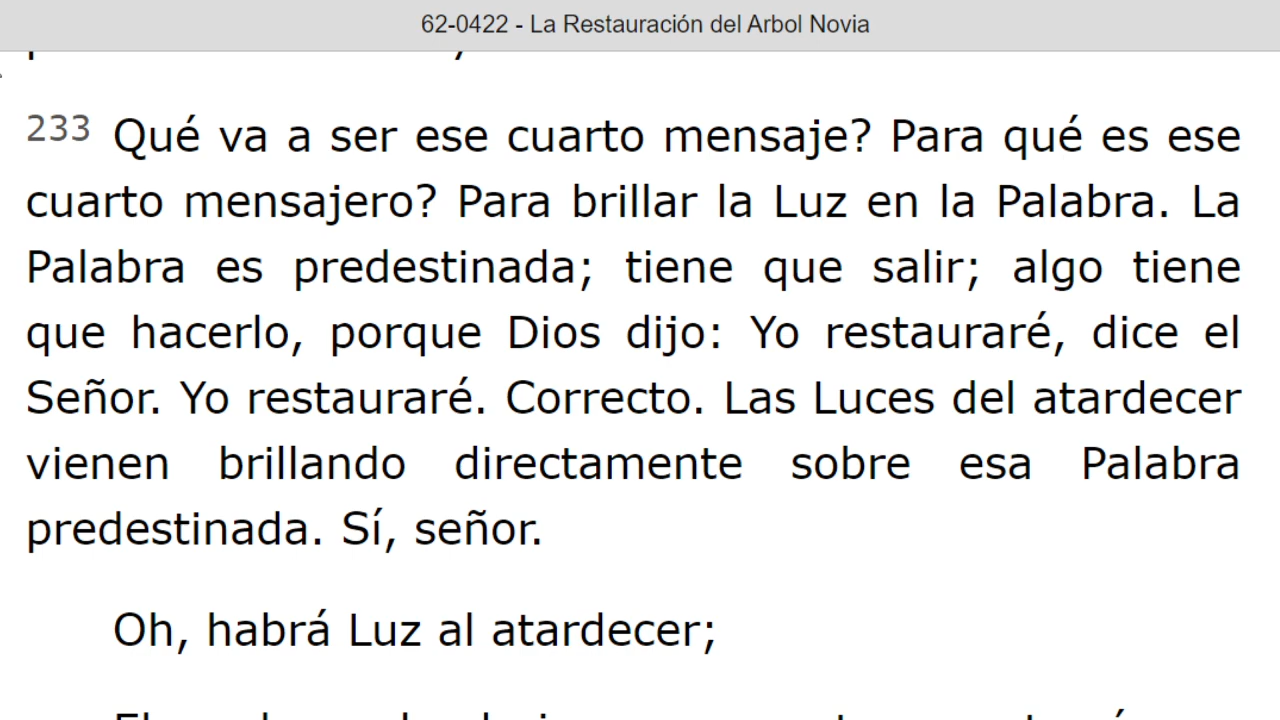 62-0422 - La Restauración del Arbol Novia
233 Qué va a ser ese cuarto mensaje? Para qué es ese
cuarto mensajero? Para brillar la Luz en la Palabra. La
Palabra es predestinada; tiene que salir; algo tiene
que hacerlo, porque Dios dijo: Yo restauraré, dice el
Señor. Yo restauraré. Correcto. Las Luces del atardecer
vienen brillando directamente sobre esa Palabra
predestinada. Sí, señor.
Oh, habrá Luz al atardecer;